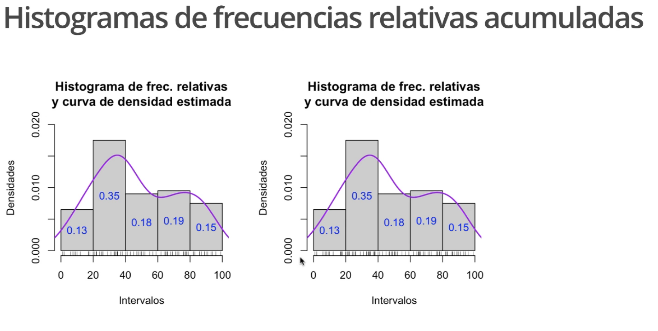 Histogramas de frecuencias relativas acumuladas
Histograma de frec. relativas
y curva de densidad estimada
Densidades
0.020
0.010
0.000
0.13
0.35
0.18
0.19
0.15
0 20 40 60 80 100
Intervalos
Histograma de frec. relativas
y curva de densidad estimada
Densidades
0.020
0.010
0.000
0.13
0.35
0.18
0.19
0.15
0 20 40 60 80 100
Intervalos